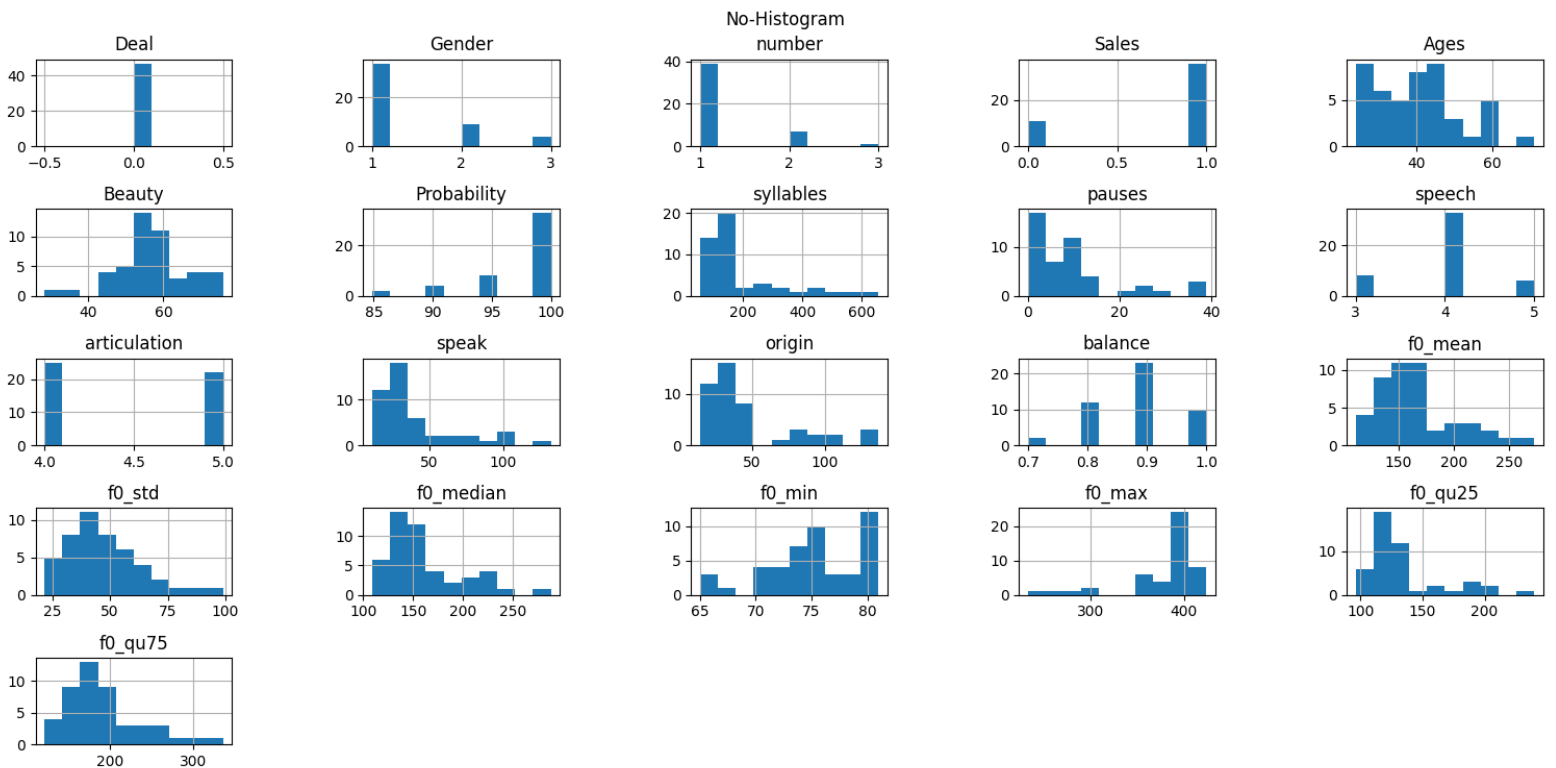 No-Histogram
Deal Gender number Sales Ages
40 20 0 −0.5 0.0 0.5
20 0 1 2 3
40 20 0 1 2 3
20 0 0.0 0.5 1.0
5 0 40 60
Beauty Probability syllables pauses speech
10 5 0 40 60
20 0 85 90 95 100
20 10 0 200 400 600
10 0 0 20 40
20 0 3 4 5
articulation speak origin balance f0_mean
20 10 0 4.0 4.5 5.0
10 0 50 100
10 0 50 100
20 10 0 0.7 0.8 0.9 1.0
10 5 0 150 200 250
f0_std f0_median f0_min f0_max f0_qu25
10 5 0 25 50 75 100
10 5 0 100 150 200 250
10 5 0 65 70 75 80
20 10 0 300 400
10 0 100 150 200
f0_qu75
10 5 0 200 300